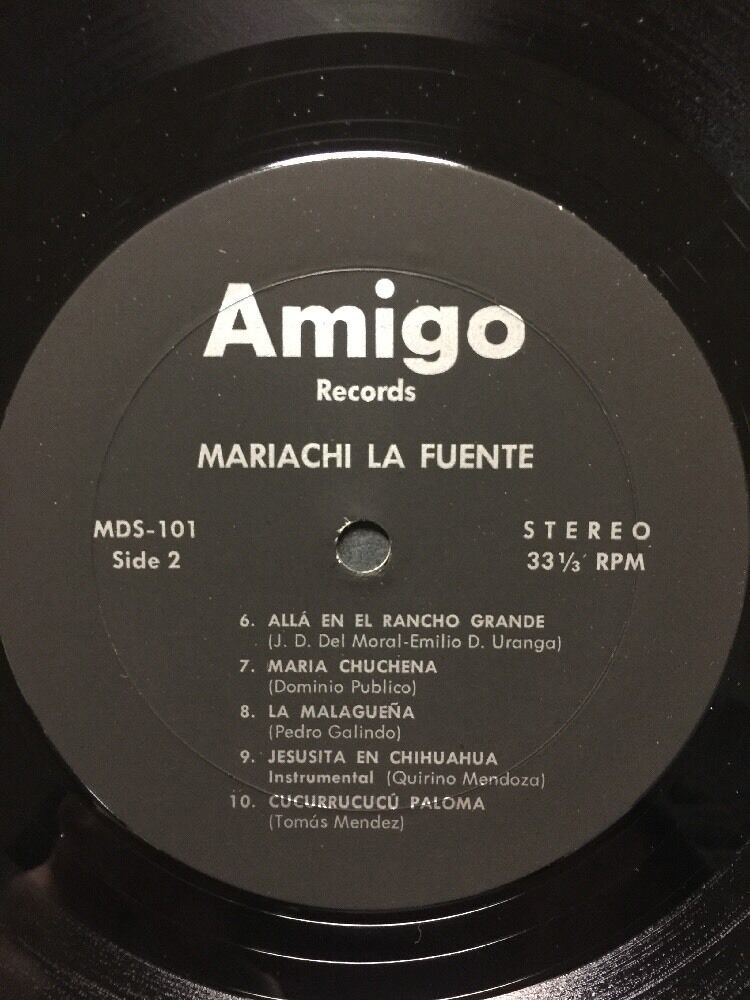 Amigo
Records
MARIACHI LA FUENTE
MDS-101
Side 2
STEREO
33⅓ RPM
6. ALLÁ EN EL RANCHO GRANDE
(J. D. Del Moral-Emilio D. Uranga)
7. MARIA CHUCHENA
(Dominio Publico)
8. LA MALAGUEÑA
(Pedro Galindo)
9. JESUSITA EN CHIHUAHUA
Instrumental (Quirino Mendoza)
10. CUCURRUCUCÚ PALOMA
(Tomás Mendez)